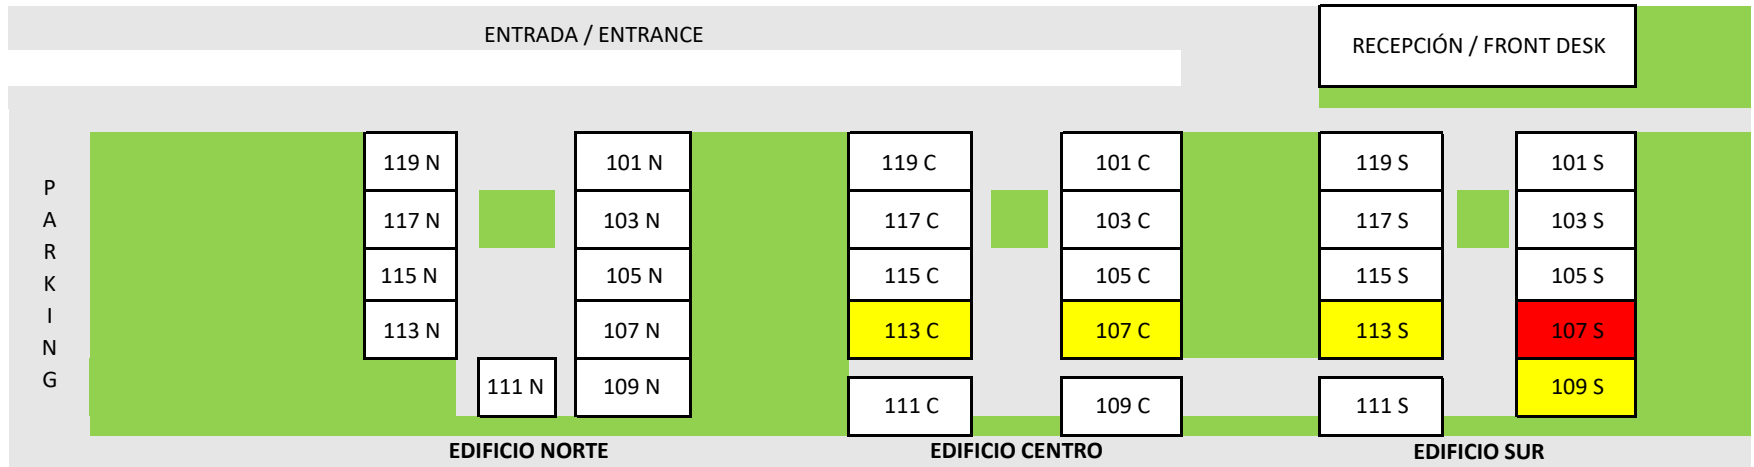 ENTRADA / ENTRANCE
RECEPCIÓN / FRONT DESK
PARKING
119 N 101 N 119 C 101 C 119 S 101 S
117 N 103 N 117 C 103 C 117 S 103 S
115 N 105 N 115 C 105 C 115 S 105 S
113 N 107 N 113 C 107 C 113 S 107 S
111 N 109 N 111 C 109 C 111 S 109 S
EDIFICIO NORTE EDIFICIO CENTRO EDIFICIO SUR